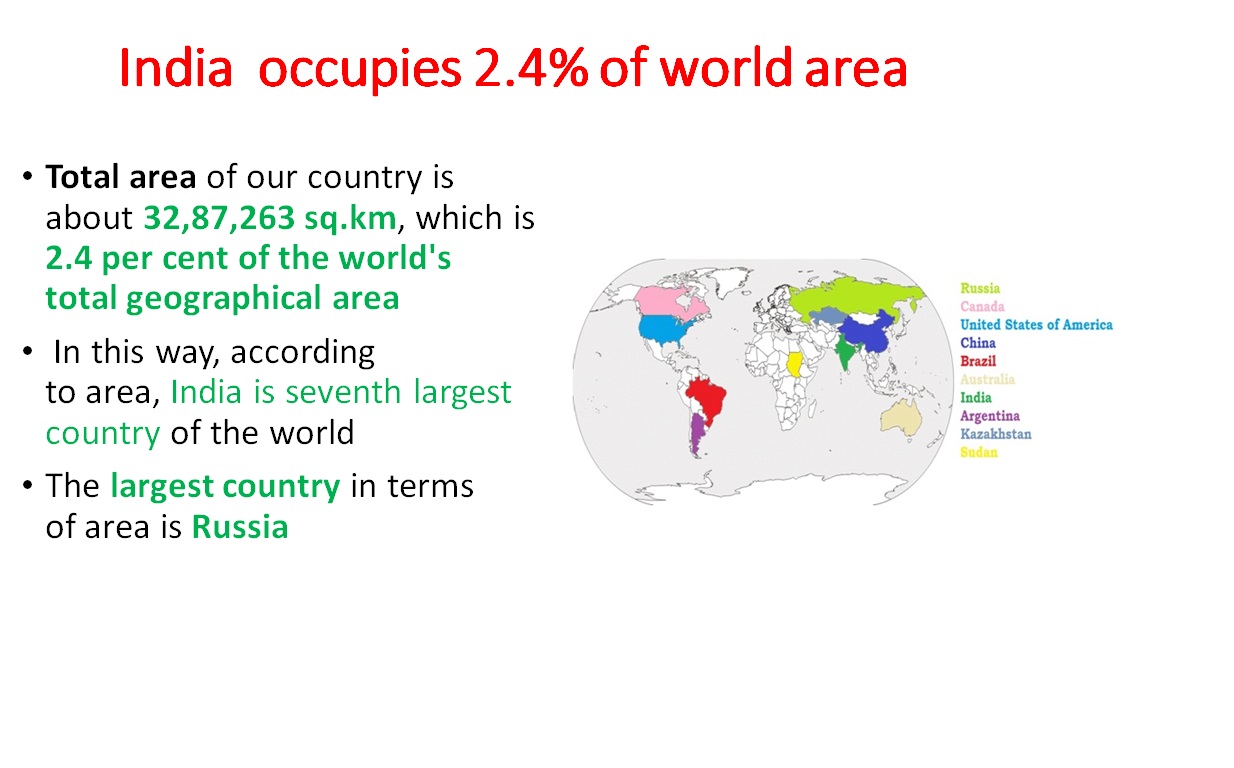 India occupies 2.4% of world area
• Total area of our country is
about 32,87,263 sq.km, which is
2.4 per cent of the world's
total geographical area
• In this way, according
to area, India is seventh largest
country of the world
• The largest country in terms
of area is Russia
Russia
Canada
United States of America
China
Brazil
Australia
India
Argentina
Kazakhstan
Sudan